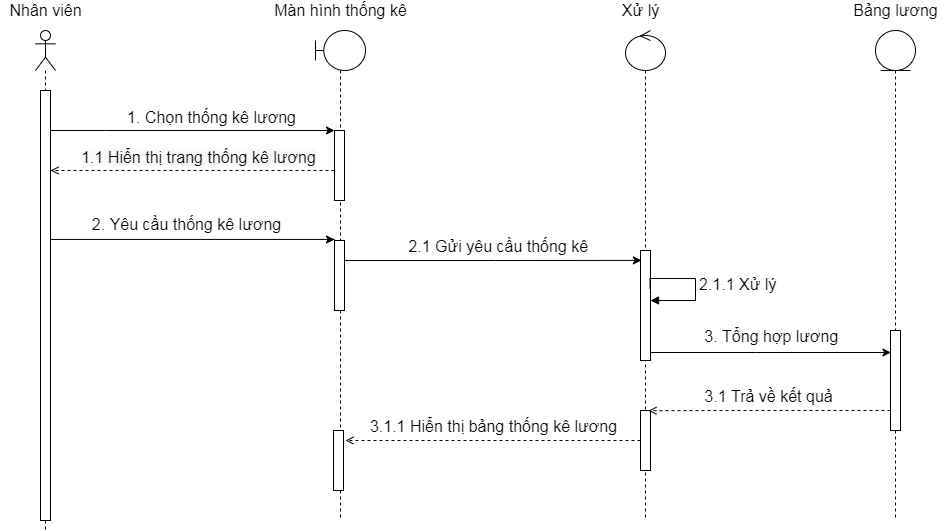 Nhân viên
Màn hình thống kê
Xử lý
Bảng lương
1. Chọn thống kê lương
1.1 Hiển thị trang thống kê lương
2. Yêu cầu thống kê lương
2.1 Gửi yêu cầu thống kê
2.1.1 Xử lý
3. Tổng hợp lương
3.1 Trả về kết quả
3.1.1 Hiển thị bảng thống kê lương